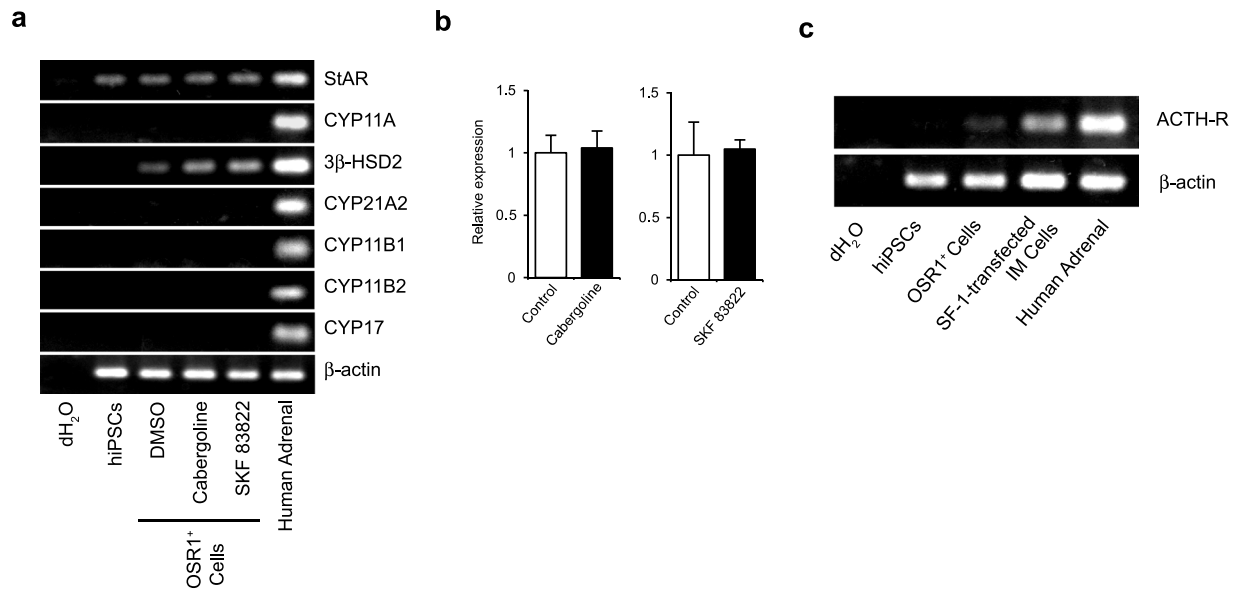 a
StAR
CYP11A
3β-HSD2
CYP21A2
CYP11B1
CYP11B2
CYP17
β-actin
dH₂O
hiPSCs
DMSO
Cabergoline
SKF 83822
Human Adrenal
OSR1⁺
Cells
b
Relative expression
1.5
1
0.5
0
Control
Cabergoline
1.5
1
0.5
0
Control
SKF 83822
c
ACTH-R
β-actin
dH₂O
hiPSCs
OSR1⁺ Cells
SF-1-transfected
IM Cells
Human Adrenal